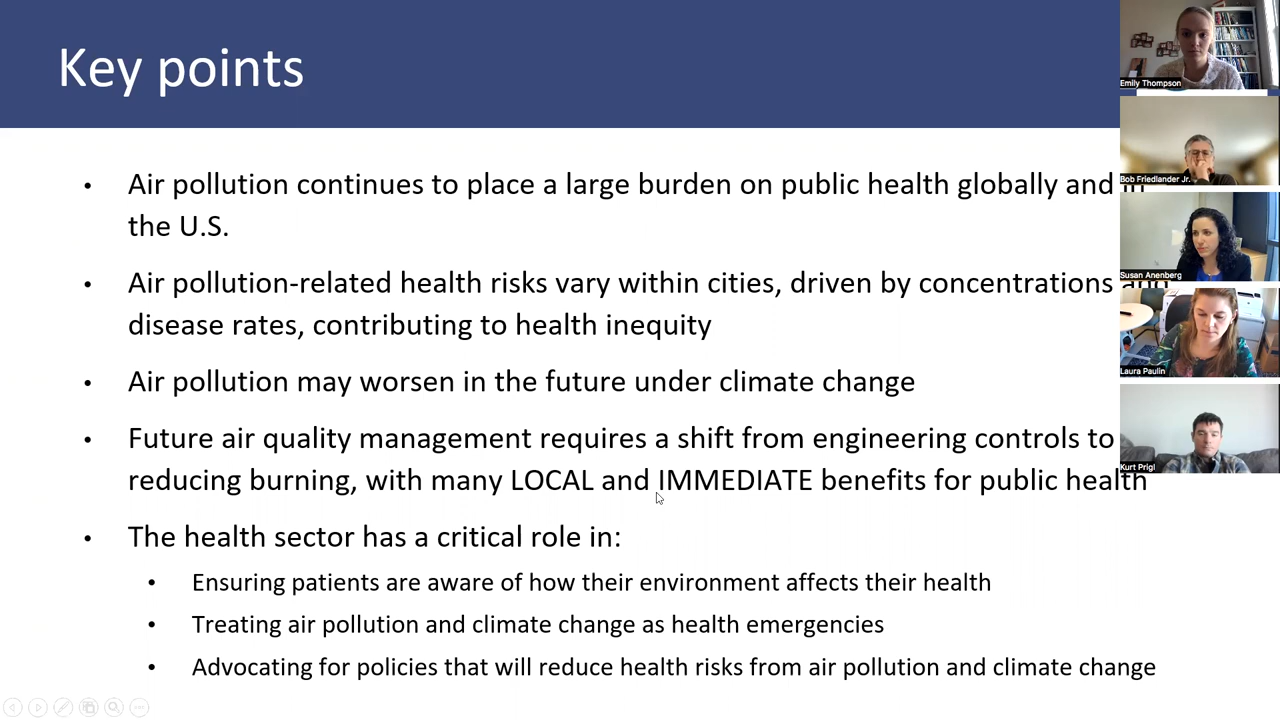 Key points
• Air pollution continues to place a large burden on public health globally and in
the U.S.
• Air pollution-related health risks vary within cities, driven by concentrations and
disease rates, contributing to health inequity
• Air pollution may worsen in the future under climate change
• Future air quality management requires a shift from engineering controls to
reducing burning, with many LOCAL and IMMEDIATE benefits for public health
• The health sector has a critical role in:
• Ensuring patients are aware of how their environment affects their health
• Treating air pollution and climate change as health emergencies
• Advocating for policies that will reduce health risks from air pollution and climate change
Emily Thompson
Bob Friedlander Jr.
Susan Anenberg
Laura Paulin
Kurt Prigl